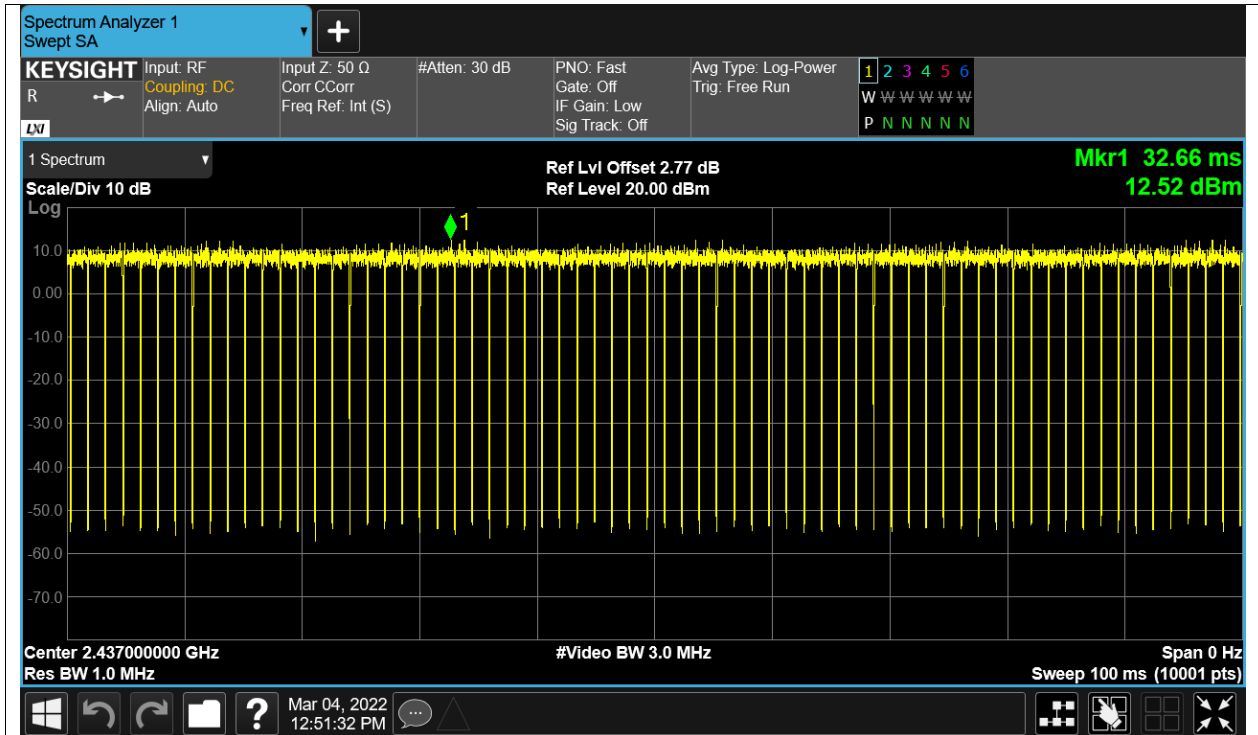 Spectrum Analyzer 1
Swept SA
+
KEYSIGHT
R
LXI
Input: RF
Coupling: DC
Align: Auto
Input Z: 50 Ω
Corr CCorr
Freq Ref: Int (S)
#Atten: 30 dB
PNO: Fast
Gate: Off
IF Gain: Low
Sig Track: Off
Avg Type: Log-Power
Trig: Free Run
1 2 3 4 5 6
W W W W W W
P N N N N N
1 Spectrum
Scale/Div 10 dB
Log
Ref Lvl Offset 2.77 dB
Ref Level 20.00 dBm
Mkr1 32.66 ms
12.52 dBm
1
10.0
0.00
-10.0
-20.0
-30.0
-40.0
-50.0
-60.0
-70.0
Center 2.437000000 GHz
Res BW 1.0 MHz
#Video BW 3.0 MHz
Span 0 Hz
Sweep 100 ms (10001 pts)
?
Mar 04, 2022
12:51:32 PM